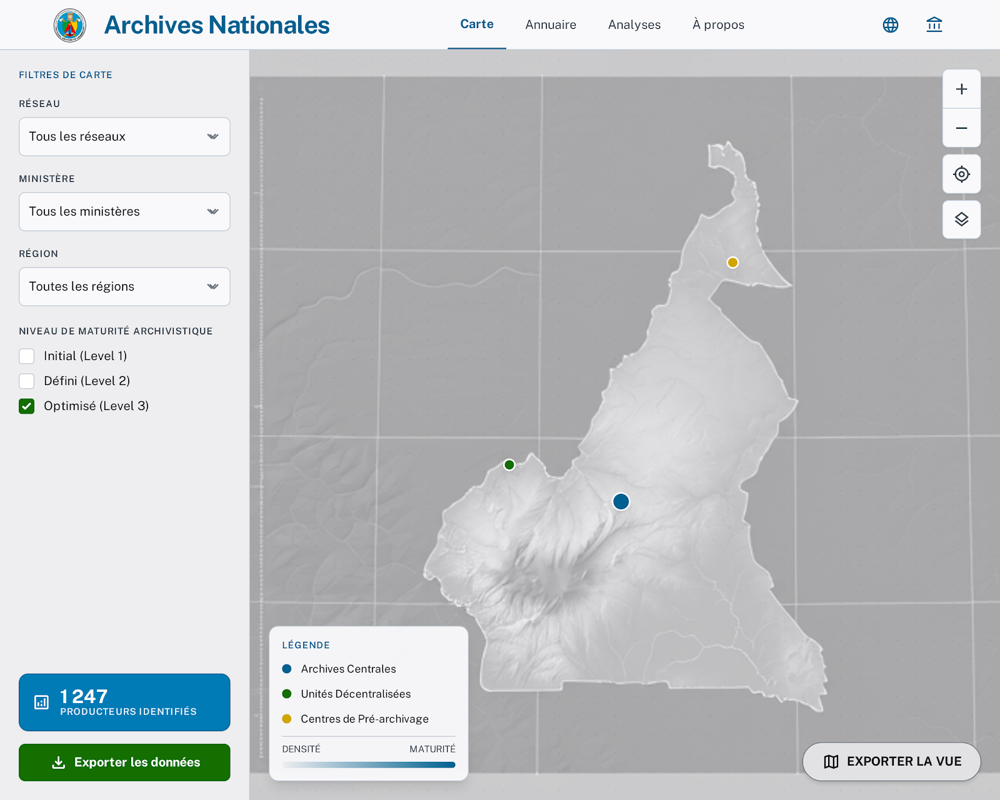 Archives Nationales
Carte
Annuaire
Analyses
À propos
FILTRES DE CARTE
RÉSEAU
Tous les réseaux
MINISTÈRE
Tous les ministères
RÉGION
Toutes les régions
NIVEAU DE MATURITÉ ARCHIVISTIQUE
Initial (Level 1)
Défini (Level 2)
Optimisé (Level 3)
1 247
PRODUCTEURS IDENTIFIÉS
Exporter les données
LÉGENDE
Archives Centrales
Unités Décentralisées
Centres de Pré-archivage
DENSITÉ
MATURITÉ
EXPORTER LA VUE